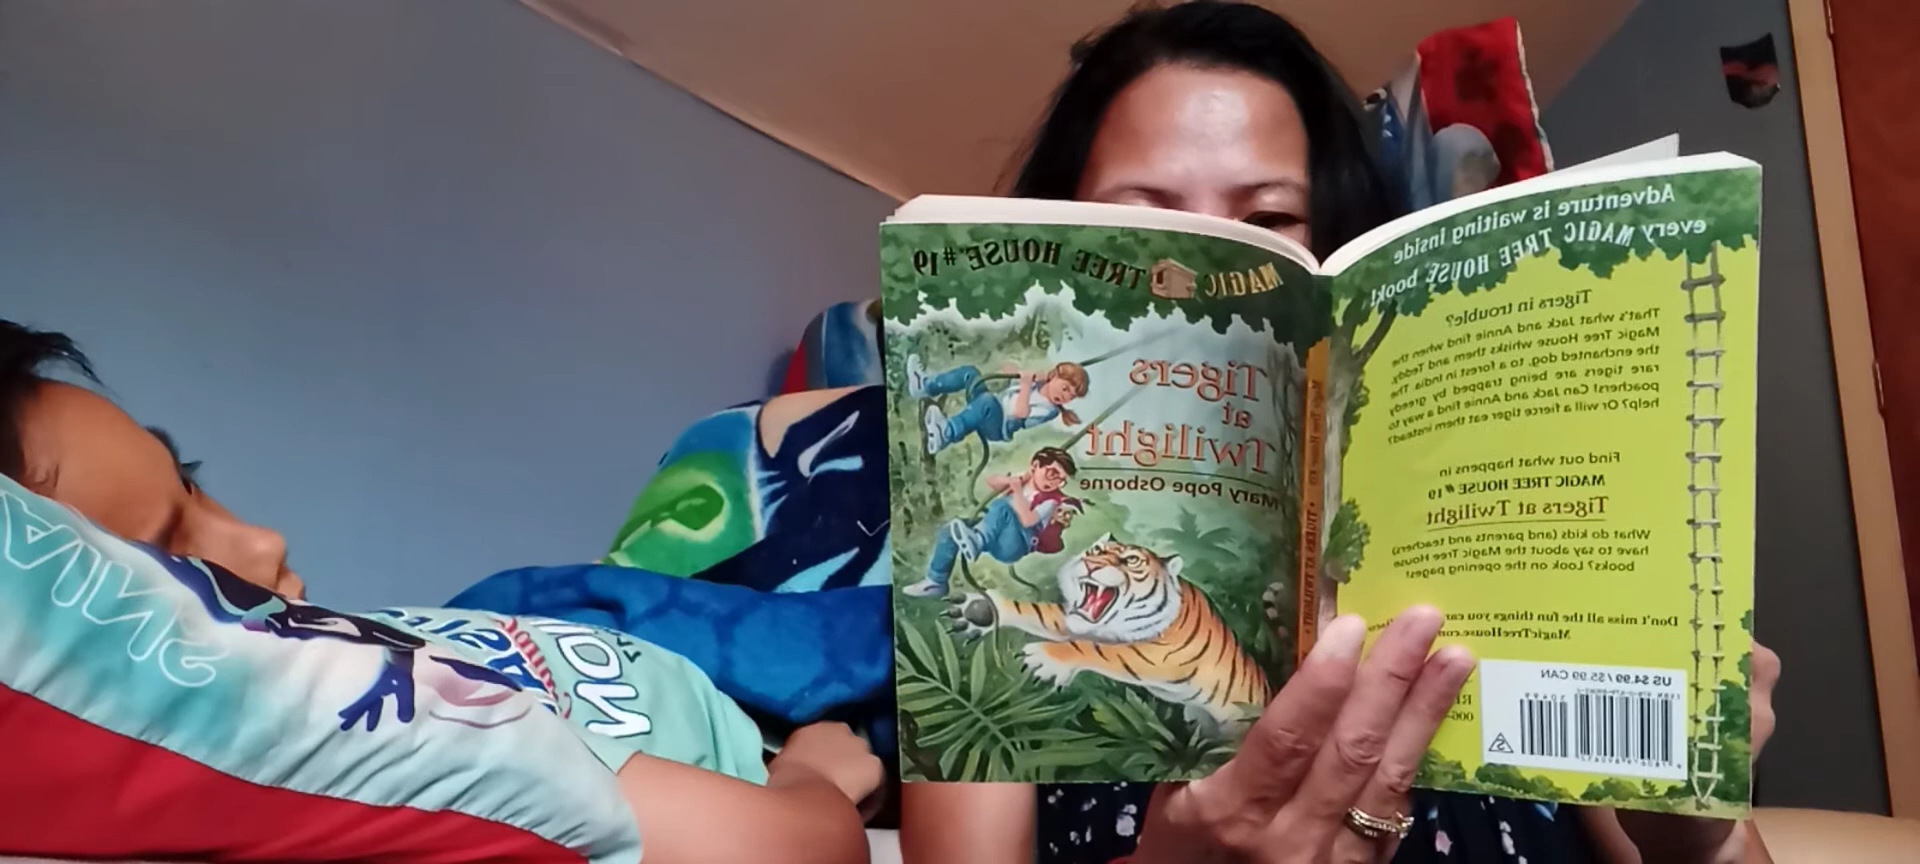 MAGIC TREE HOUSE #19
Tigers
at
Twilight
Mary Pope Osborne
TIGERS AT TWILIGHT
Adventure is waiting inside
every MAGIC TREE HOUSE book!
Tigers in trouble?
That's what Jack and Annie find when the
Magic Tree House whisks them and Teddy,
the enchanted dog, to a forest in India. The
rare tigers are being trapped by greedy
poachers! Can Jack and Annie find a way to
help? Or will a fierce tiger eat them instead?
Find out what happens in
MAGIC TREE HOUSE #19
Tigers at Twilight
What do kids (and parents and teachers)
have to say about the Magic Tree House
books? Look on the opening pages!
Don't miss all the fun things you can
MagicTreeHouse.com
US $4.99 / $5.99 CAN
ISBN
50499
S